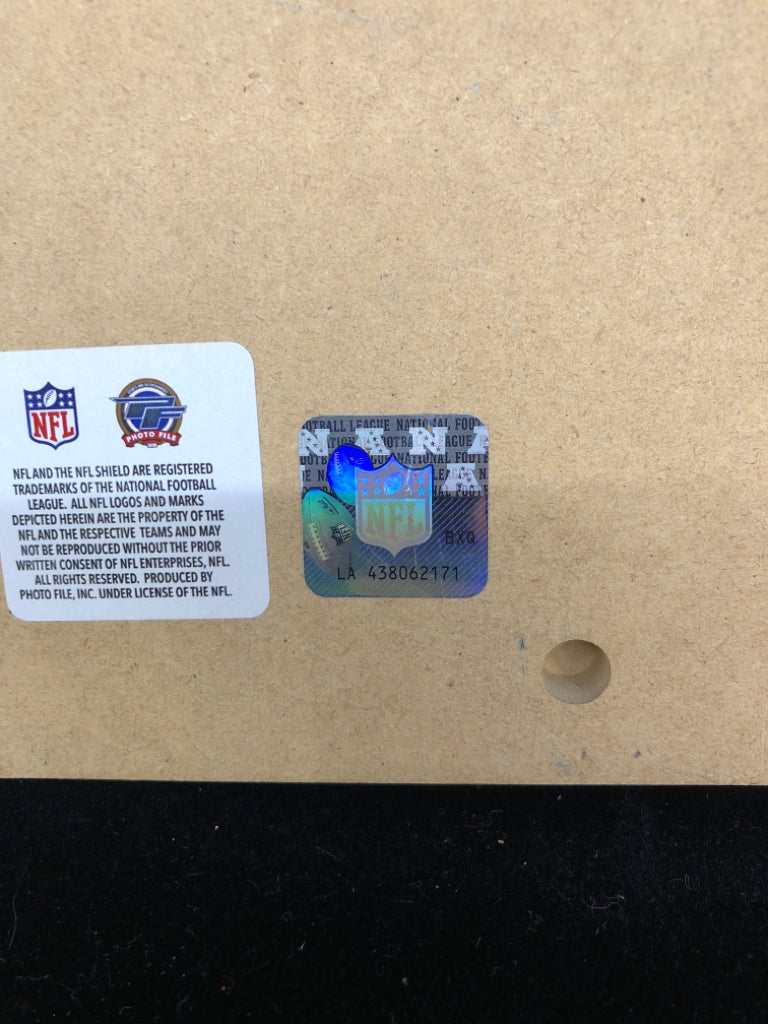 NFL
PHOTO FILE
NFL AND THE NFL SHIELD ARE REGISTERED
TRADEMARKS OF THE NATIONAL FOOTBALL
LEAGUE. ALL NFL LOGOS AND MARKS
DEPICTED HEREIN ARE THE PROPERTY OF THE
NFL AND THE RESPECTIVE TEAMS AND MAY
NOT BE REPRODUCED WITHOUT THE PRIOR
WRITTEN CONSENT OF NFL ENTERPRISES, NFL.
ALL RIGHTS RESERVED. PRODUCED BY
PHOTO FILE, INC. UNDER LICENSE OF THE NFL.
LEAGUE
NFL
BXQ
LA 438062171